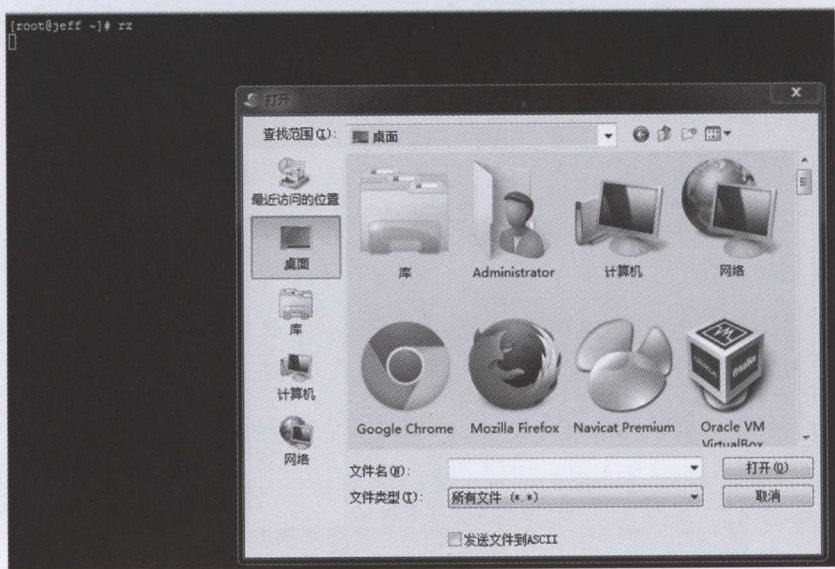 [root@jeff ~]# rz
打开
查找范围(I):
桌面
最近访问的位置
桌面
库
计算机
网络
库
Administrator
计算机
网络
Google Chrome
Mozilla Firefox
Navicat Premium
Oracle VM
VirtualBox
文件名(N):
打开(O)
文件类型(T):
所有文件 (*.*)
取消
发送文件到ASCII